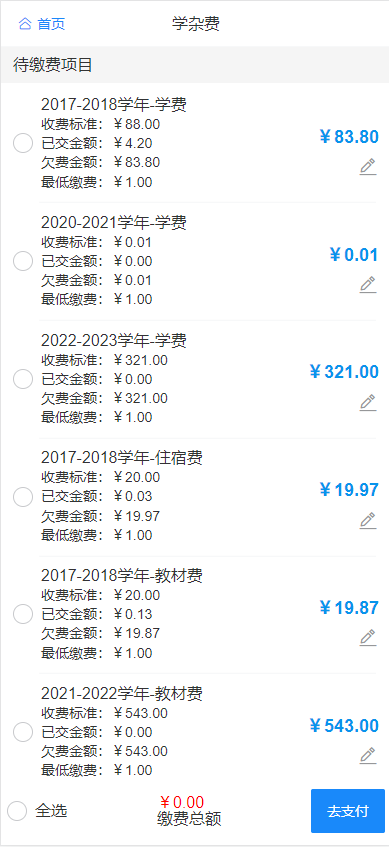 首页
学杂费
待缴费项目
2017-2018学年-学费
收费标准：￥88.00
已交金额：￥4.20
欠费金额：￥83.80
最低缴费：￥1.00
￥83.80
2020-2021学年-学费
收费标准：￥0.01
已交金额：￥0.00
欠费金额：￥0.01
最低缴费：￥1.00
￥0.01
2022-2023学年-学费
收费标准：￥321.00
已交金额：￥0.00
欠费金额：￥321.00
最低缴费：￥1.00
￥321.00
2017-2018学年-住宿费
收费标准：￥20.00
已交金额：￥0.03
欠费金额：￥19.97
最低缴费：￥1.00
￥19.97
2017-2018学年-教材费
收费标准：￥20.00
已交金额：￥0.13
欠费金额：￥19.87
最低缴费：￥1.00
￥19.87
2021-2022学年-教材费
收费标准：￥543.00
已交金额：￥0.00
欠费金额：￥543.00
最低缴费：￥1.00
￥543.00
全选
￥0.00
缴费总额
去支付